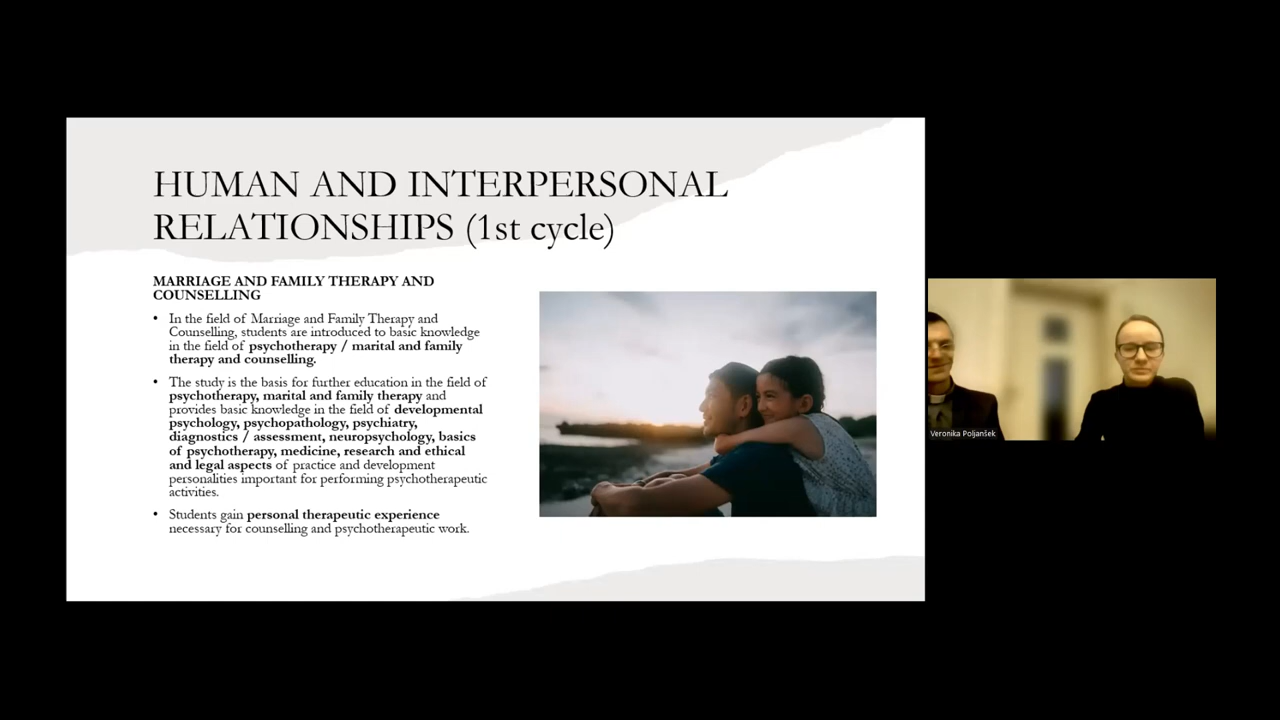 HUMAN AND INTERPERSONAL
RELATIONSHIPS (1st cycle)
MARRIAGE AND FAMILY THERAPY AND
COUNSELLING
• In the field of Marriage and Family Therapy and
Counselling, students are introduced to basic knowledge
in the field of psychotherapy / marital and family
therapy and counselling.
• The study is the basis for further education in the field of
psychotherapy, marital and family therapy and
provides basic knowledge in the field of developmental
psychology, psychopathology, psychiatry,
diagnostics / assessment, neuropsychology, basics
of psychotherapy, medicine, research and ethical
and legal aspects of practice and development
personalities important for performing psychotherapeutic
activities.
• Students gain personal therapeutic experience
necessary for counselling and psychotherapeutic work.
Veronika Poljanšek